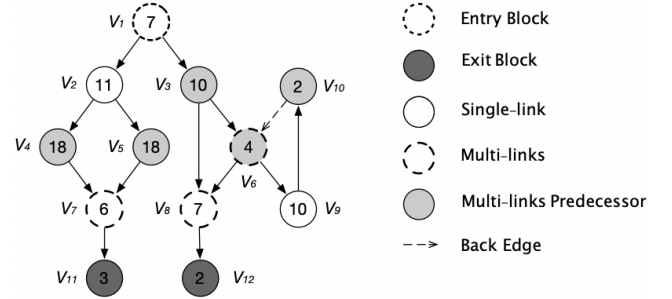 V1 7 Entry Block
V2 11 V3 10 2 V10 Exit Block
Single-link
V4 18 V5 18 4 Multi-links
V6
V7 6 V8 7 10 V9 Multi-links Predecessor
Back Edge
V11 3 2 V12